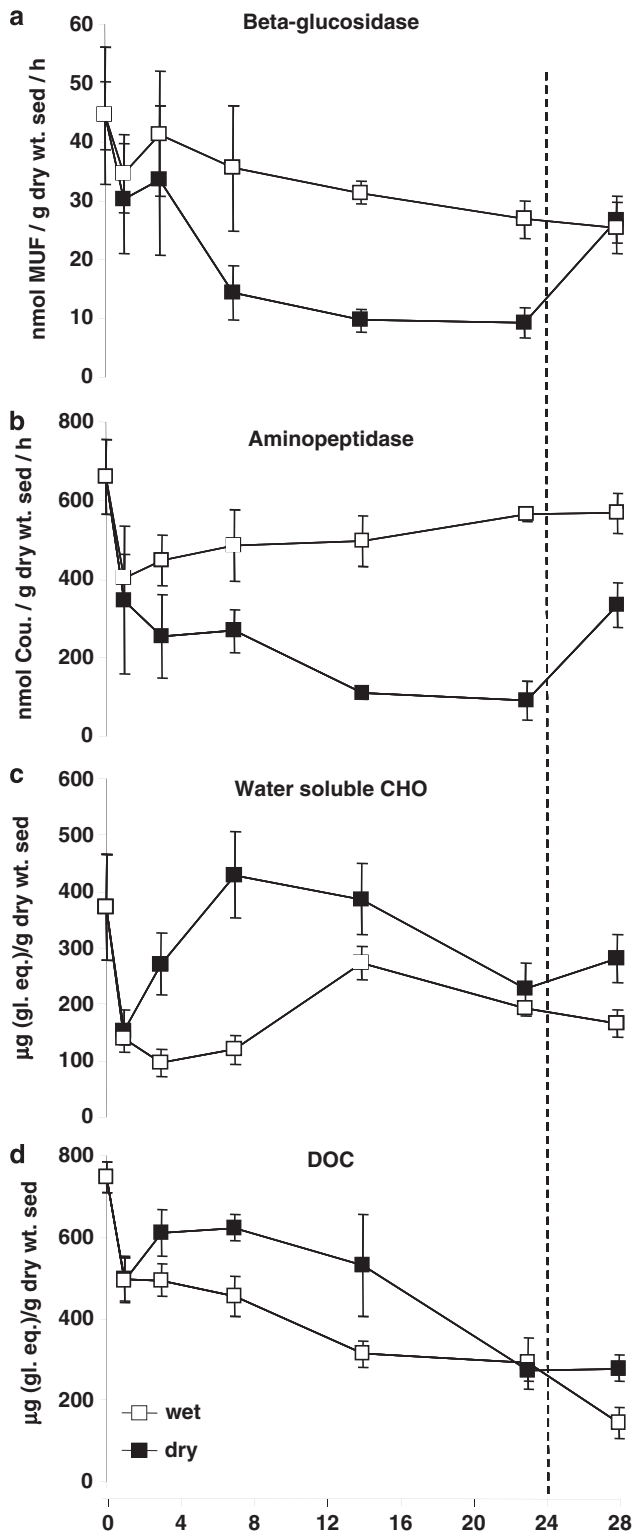 a
Beta-glucosidase
nmol MUF / g dry wt. sed / h
60
50
40
30
20
10
0
b
Aminopeptidase
nmol Cou. / g dry wt. sed / h
800
600
400
200
0
c
Water soluble CHO
µg (gl. eq.)/g dry wt. sed
600
500
400
300
200
100
0
d
DOC
µg (gl. eq.)/g dry wt. sed
800
600
400
200
0
wet
dry
0 4 8 12 16 20 24 28